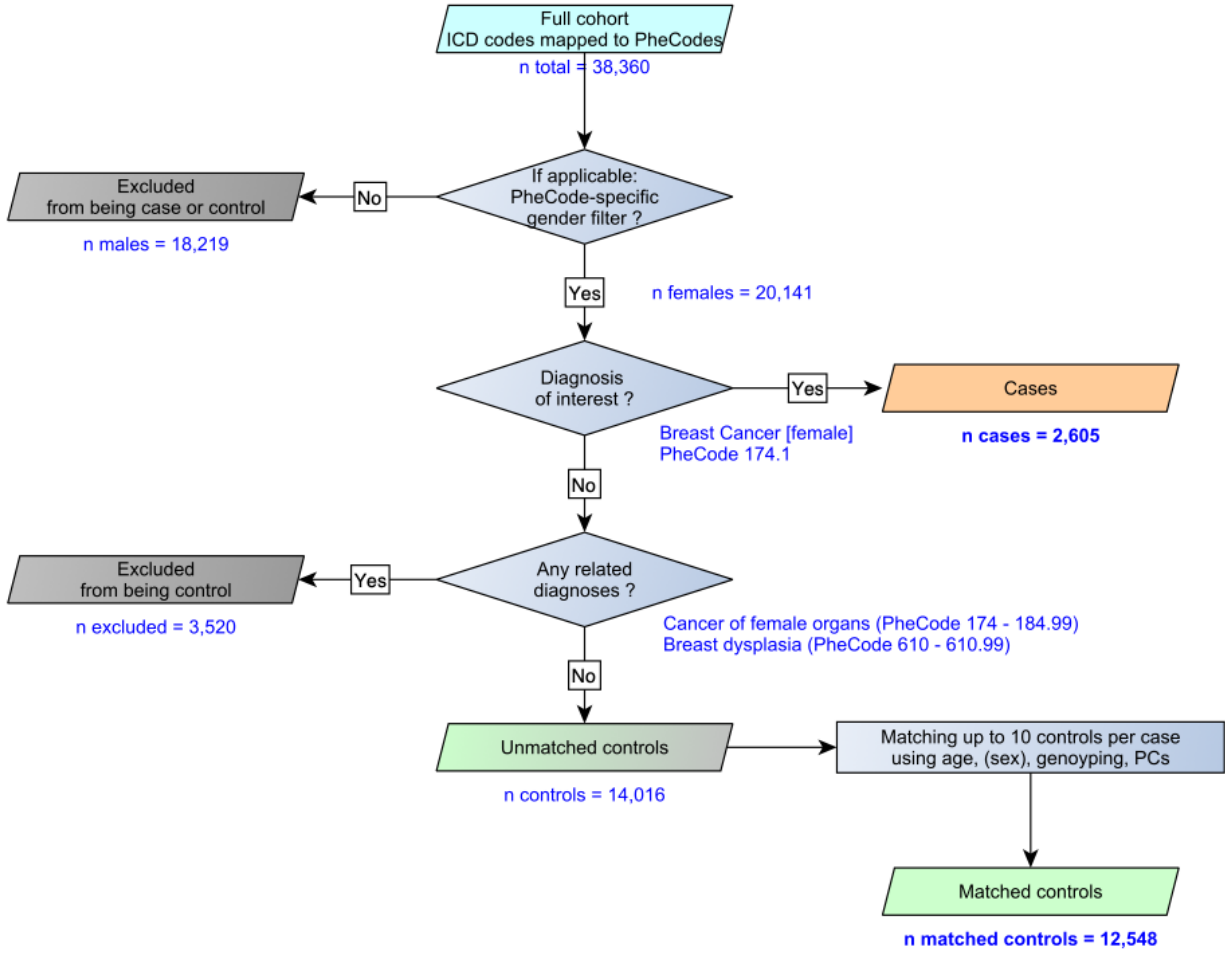 Full cohort
ICD codes mapped to PheCodes
n total = 38,360
If applicable:
PheCode-specific
gender filter ?
No
Excluded
from being case or control
n males = 18,219
Yes
n females = 20,141
Diagnosis
of interest ?
Yes
Cases
Breast Cancer [female]
PheCode 174.1
n cases = 2,605
No
Any related
diagnoses ?
Yes
Excluded
from being control
n excluded = 3,520
Cancer of female organs (PheCode 174 - 184.99)
Breast dysplasia (PheCode 610 - 610.99)
No
Unmatched controls
n controls = 14,016
Matching up to 10 controls per case
using age, (sex), genoyping, PCs
Matched controls
n matched controls = 12,548